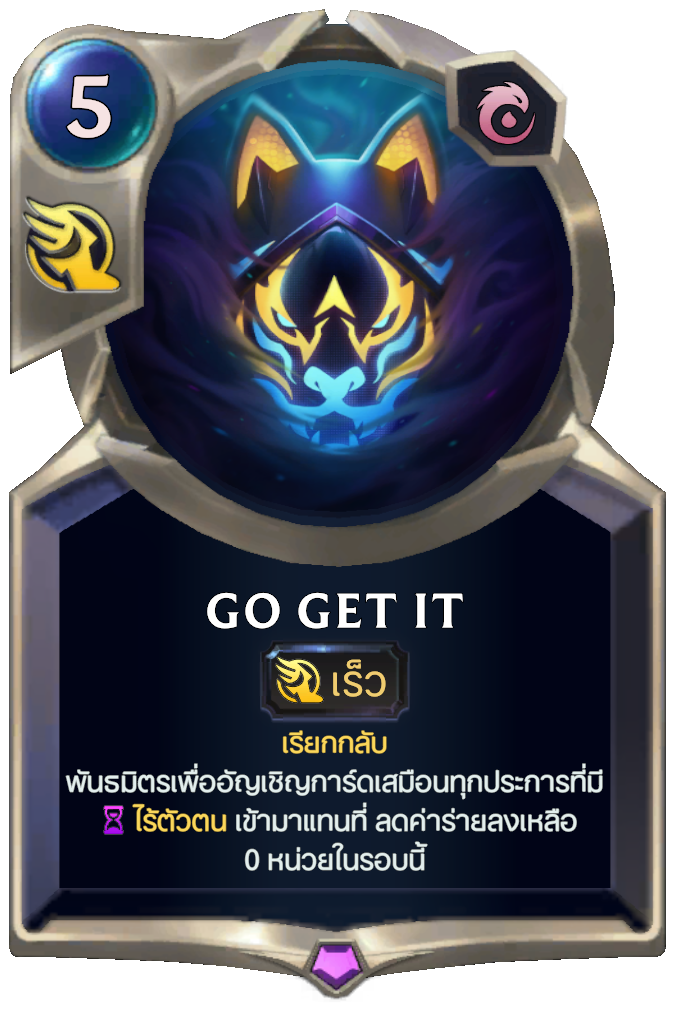 5
GO GET IT
เร็ว
เรียกกลับ
พันธมิตรเพื่ออัญเชิญการ์ดเสมือนทุกประการที่มี
ไร้ตัวตน เข้ามาแทนที่ ลดค่าร่ายลงเหลือ
0 หน่วยในรอบนี้